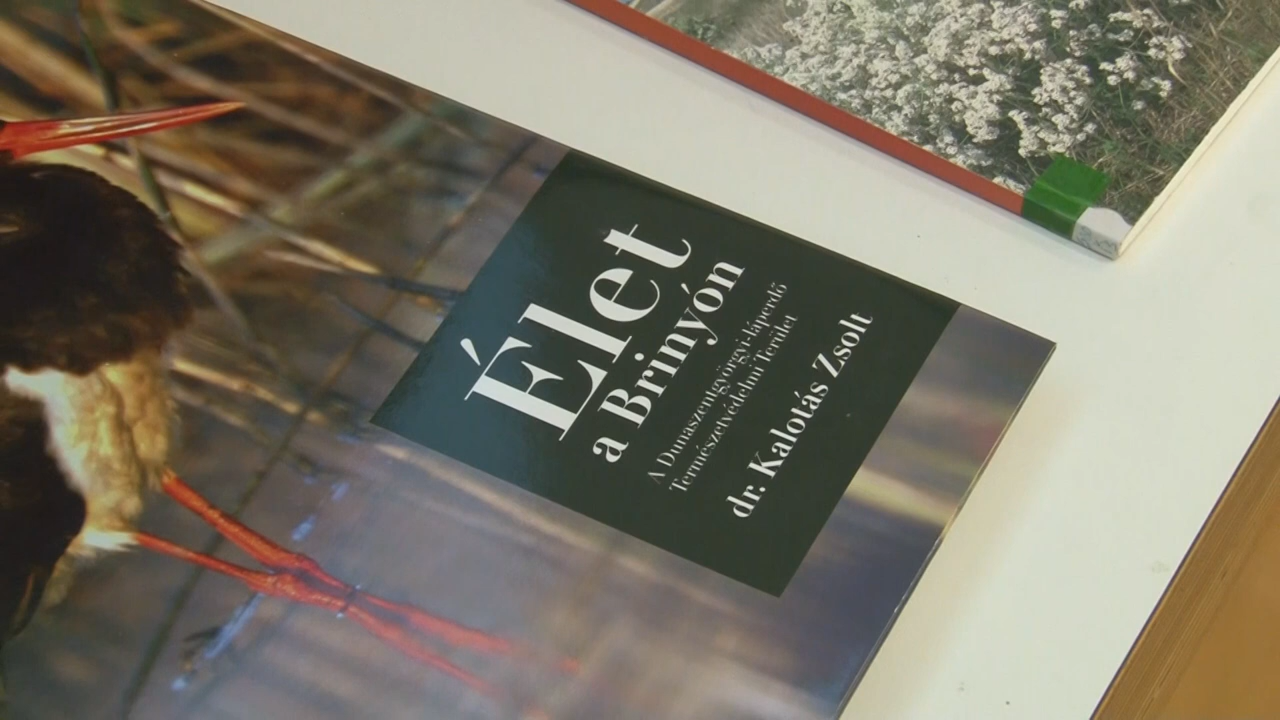 Élet
a Brinyón
A Dunaszentgyörgyi-láperdő
Természetvédelmi Terület
dr. Kalotás Zsolt